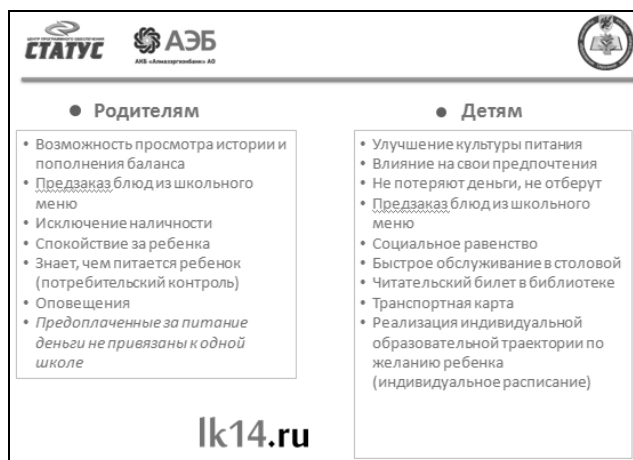 СТАТУС
АЭБ
АКБ «Алмазэргиэнбанк» АО
Родителям
• Возможность просмотра истории и
пополнения баланса
• Предзаказ блюд из школьного
меню
• Исключение наличности
• Спокойствие за ребенка
• Знает, чем питается ребенок
(потребительский контроль)
• Оповещения
• Предоплаченные за питание
деньги не привязаны к одной
школе
Детям
• Улучшение культуры питания
• Влияние на свои предпочтения
• Не потеряют деньги, не отберут
• Предзаказ блюд из школьного
меню
• Социальное равенство
• Быстрое обслуживание в столовой
• Читательский билет в библиотеке
• Транспортная карта
• Реализация индивидуальной
образовательной траектории по
желанию ребенка
(индивидуальное расписание)
lk14.ru